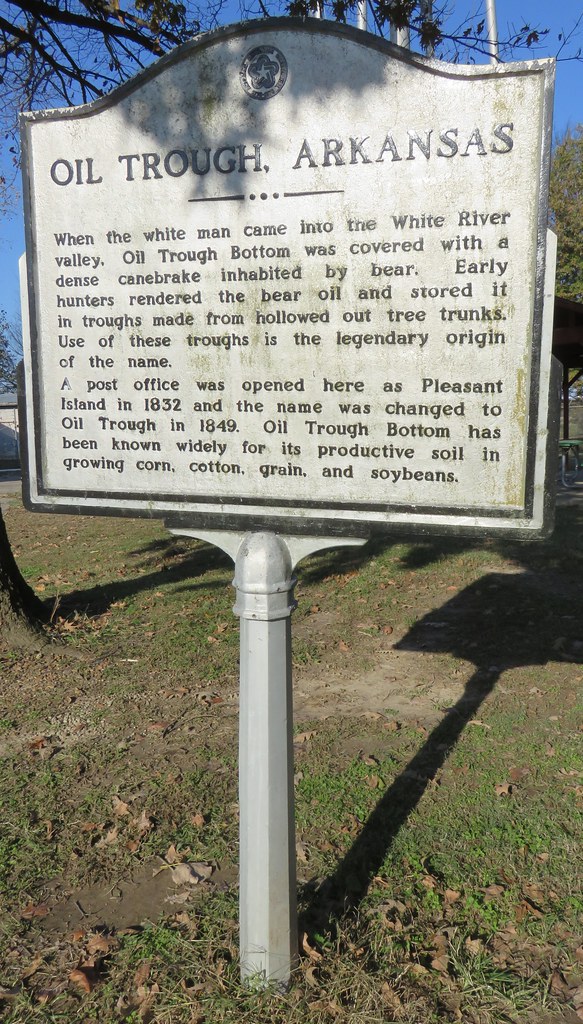 OIL TROUGH, ARKANSAS
When the white man came into the White River
valley, Oil Trough Bottom was covered with a
dense canebrake inhabited by bear. Early
hunters rendered the bear oil and stored it
in troughs made from hollowed out tree trunks.
Use of these troughs is the legendary origin
of the name.
A post office was opened here as Pleasant
Island in 1832 and the name was changed to
Oil Trough in 1849. Oil Trough Bottom has
been known widely for its productive soil in
growing corn, cotton, grain, and soybeans.